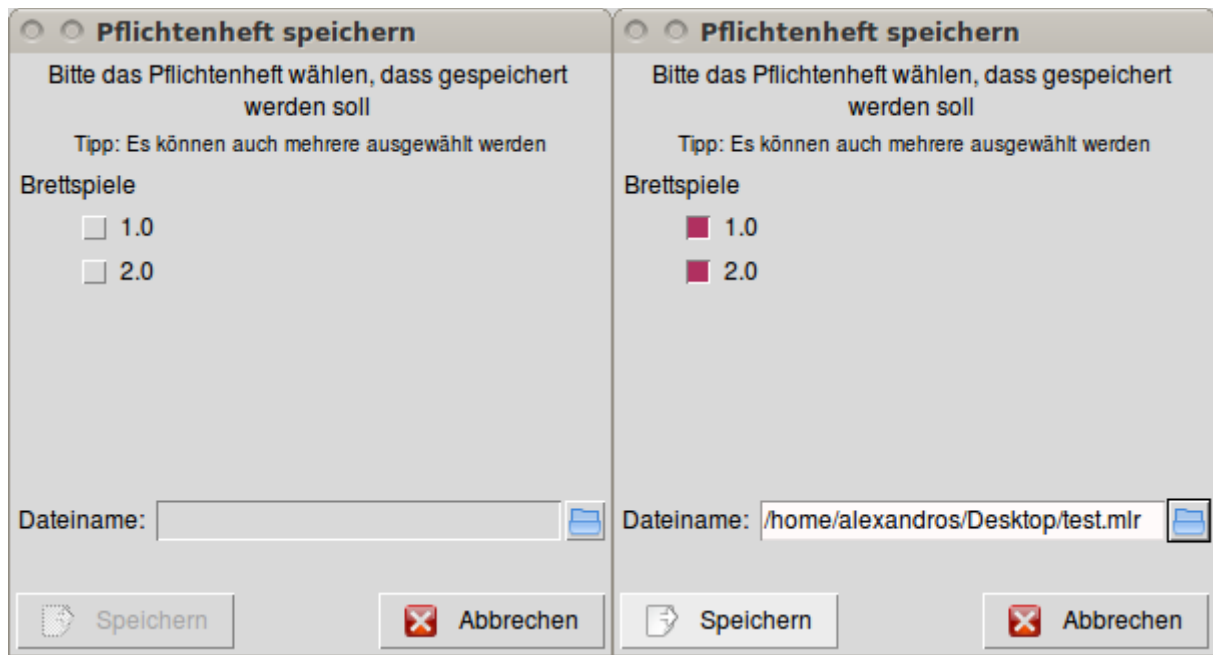 Pflichtenheft speichern
Bitte das Pflichtenheft wählen, dass gespeichert
werden soll
Tipp: Es können auch mehrere ausgewählt werden
Brettspiele
1.0
2.0
Dateiname:
Speichern
Abbrechen
Pflichtenheft speichern
Bitte das Pflichtenheft wählen, dass gespeichert
werden soll
Tipp: Es können auch mehrere ausgewählt werden
Brettspiele
1.0
2.0
Dateiname: /home/alexandros/Desktop/test.mlr
Speichern
Abbrechen